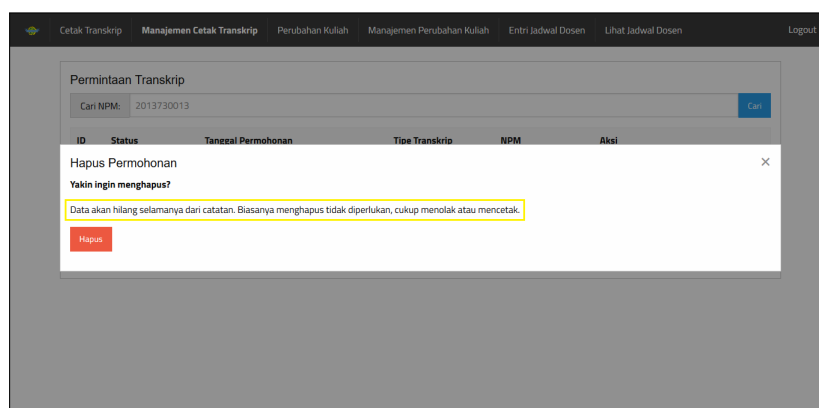 Cetak Transkrip Manajemen Cetak Transkrip Perubahan Kuliah Manajemen Perubahan Kuliah Entri Jadwal Dosen Lihat Jadwal Dosen Logout
Permintaan Transkrip
Cari NPM: 2013730013 Cari
ID Status Tanggal Permohonan Tipe Transkrip NPM Aksi
Hapus Permohonan ×
Yakin ingin menghapus?
Data akan hilang selamanya dari catatan. Biasanya menghapus tidak diperlukan, cukup menolak atau mencetak.
Hapus